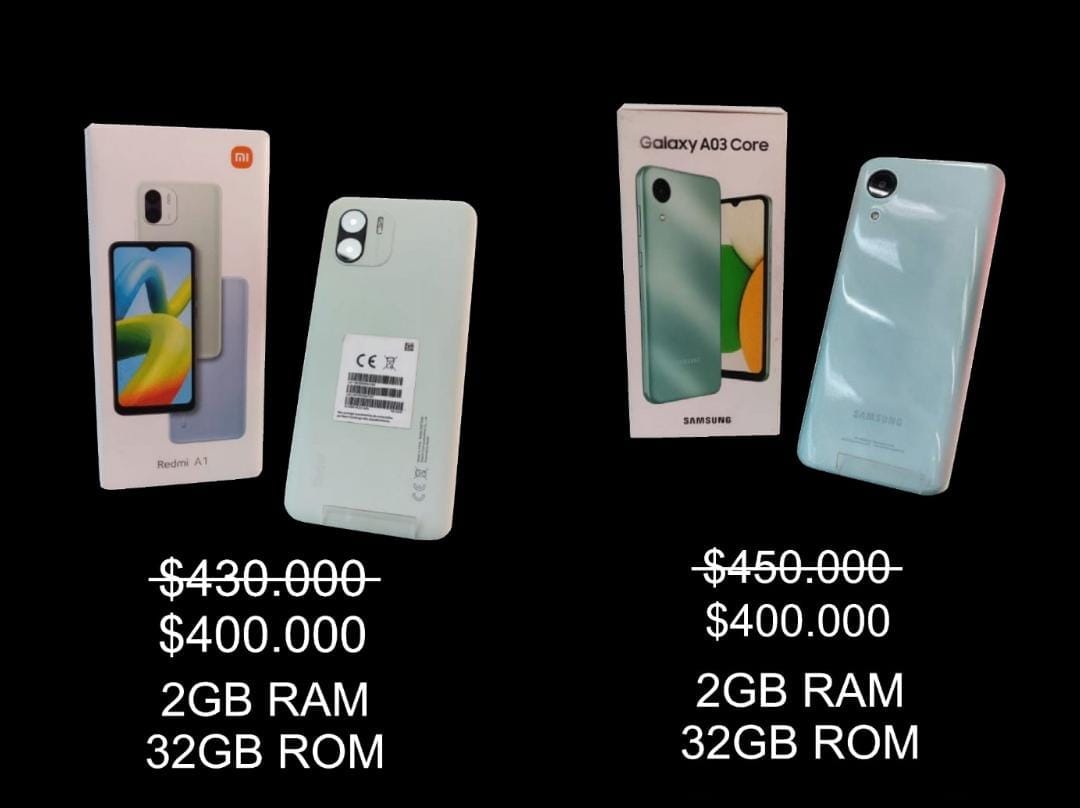 mi
Redmi A1
CE
$430.000
$400.000
2GB RAM
32GB ROM
Galaxy A03 Core
SAMSUNG
SAMSUNG
$450.000
$400.000
2GB RAM
32GB ROM